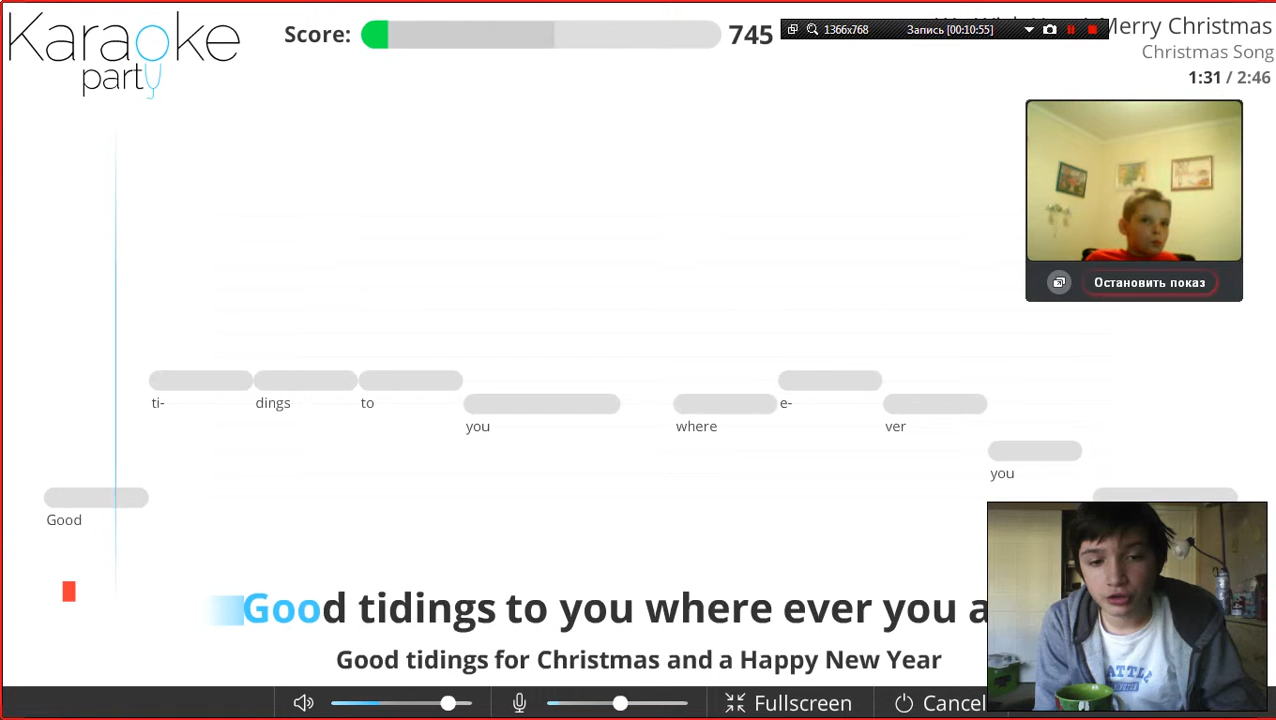 Karaoke
party
Score:
745
1366x768
Запись [00:10:55]
Merry Christmas
Christmas Song
1:31 / 2:46
Остановить показ
ti-
dings
to
e-
you
where
ver
you
Good
Good tidings to you where ever you a
Good tidings for Christmas and a Happy New Year
Fullscreen
Cancel